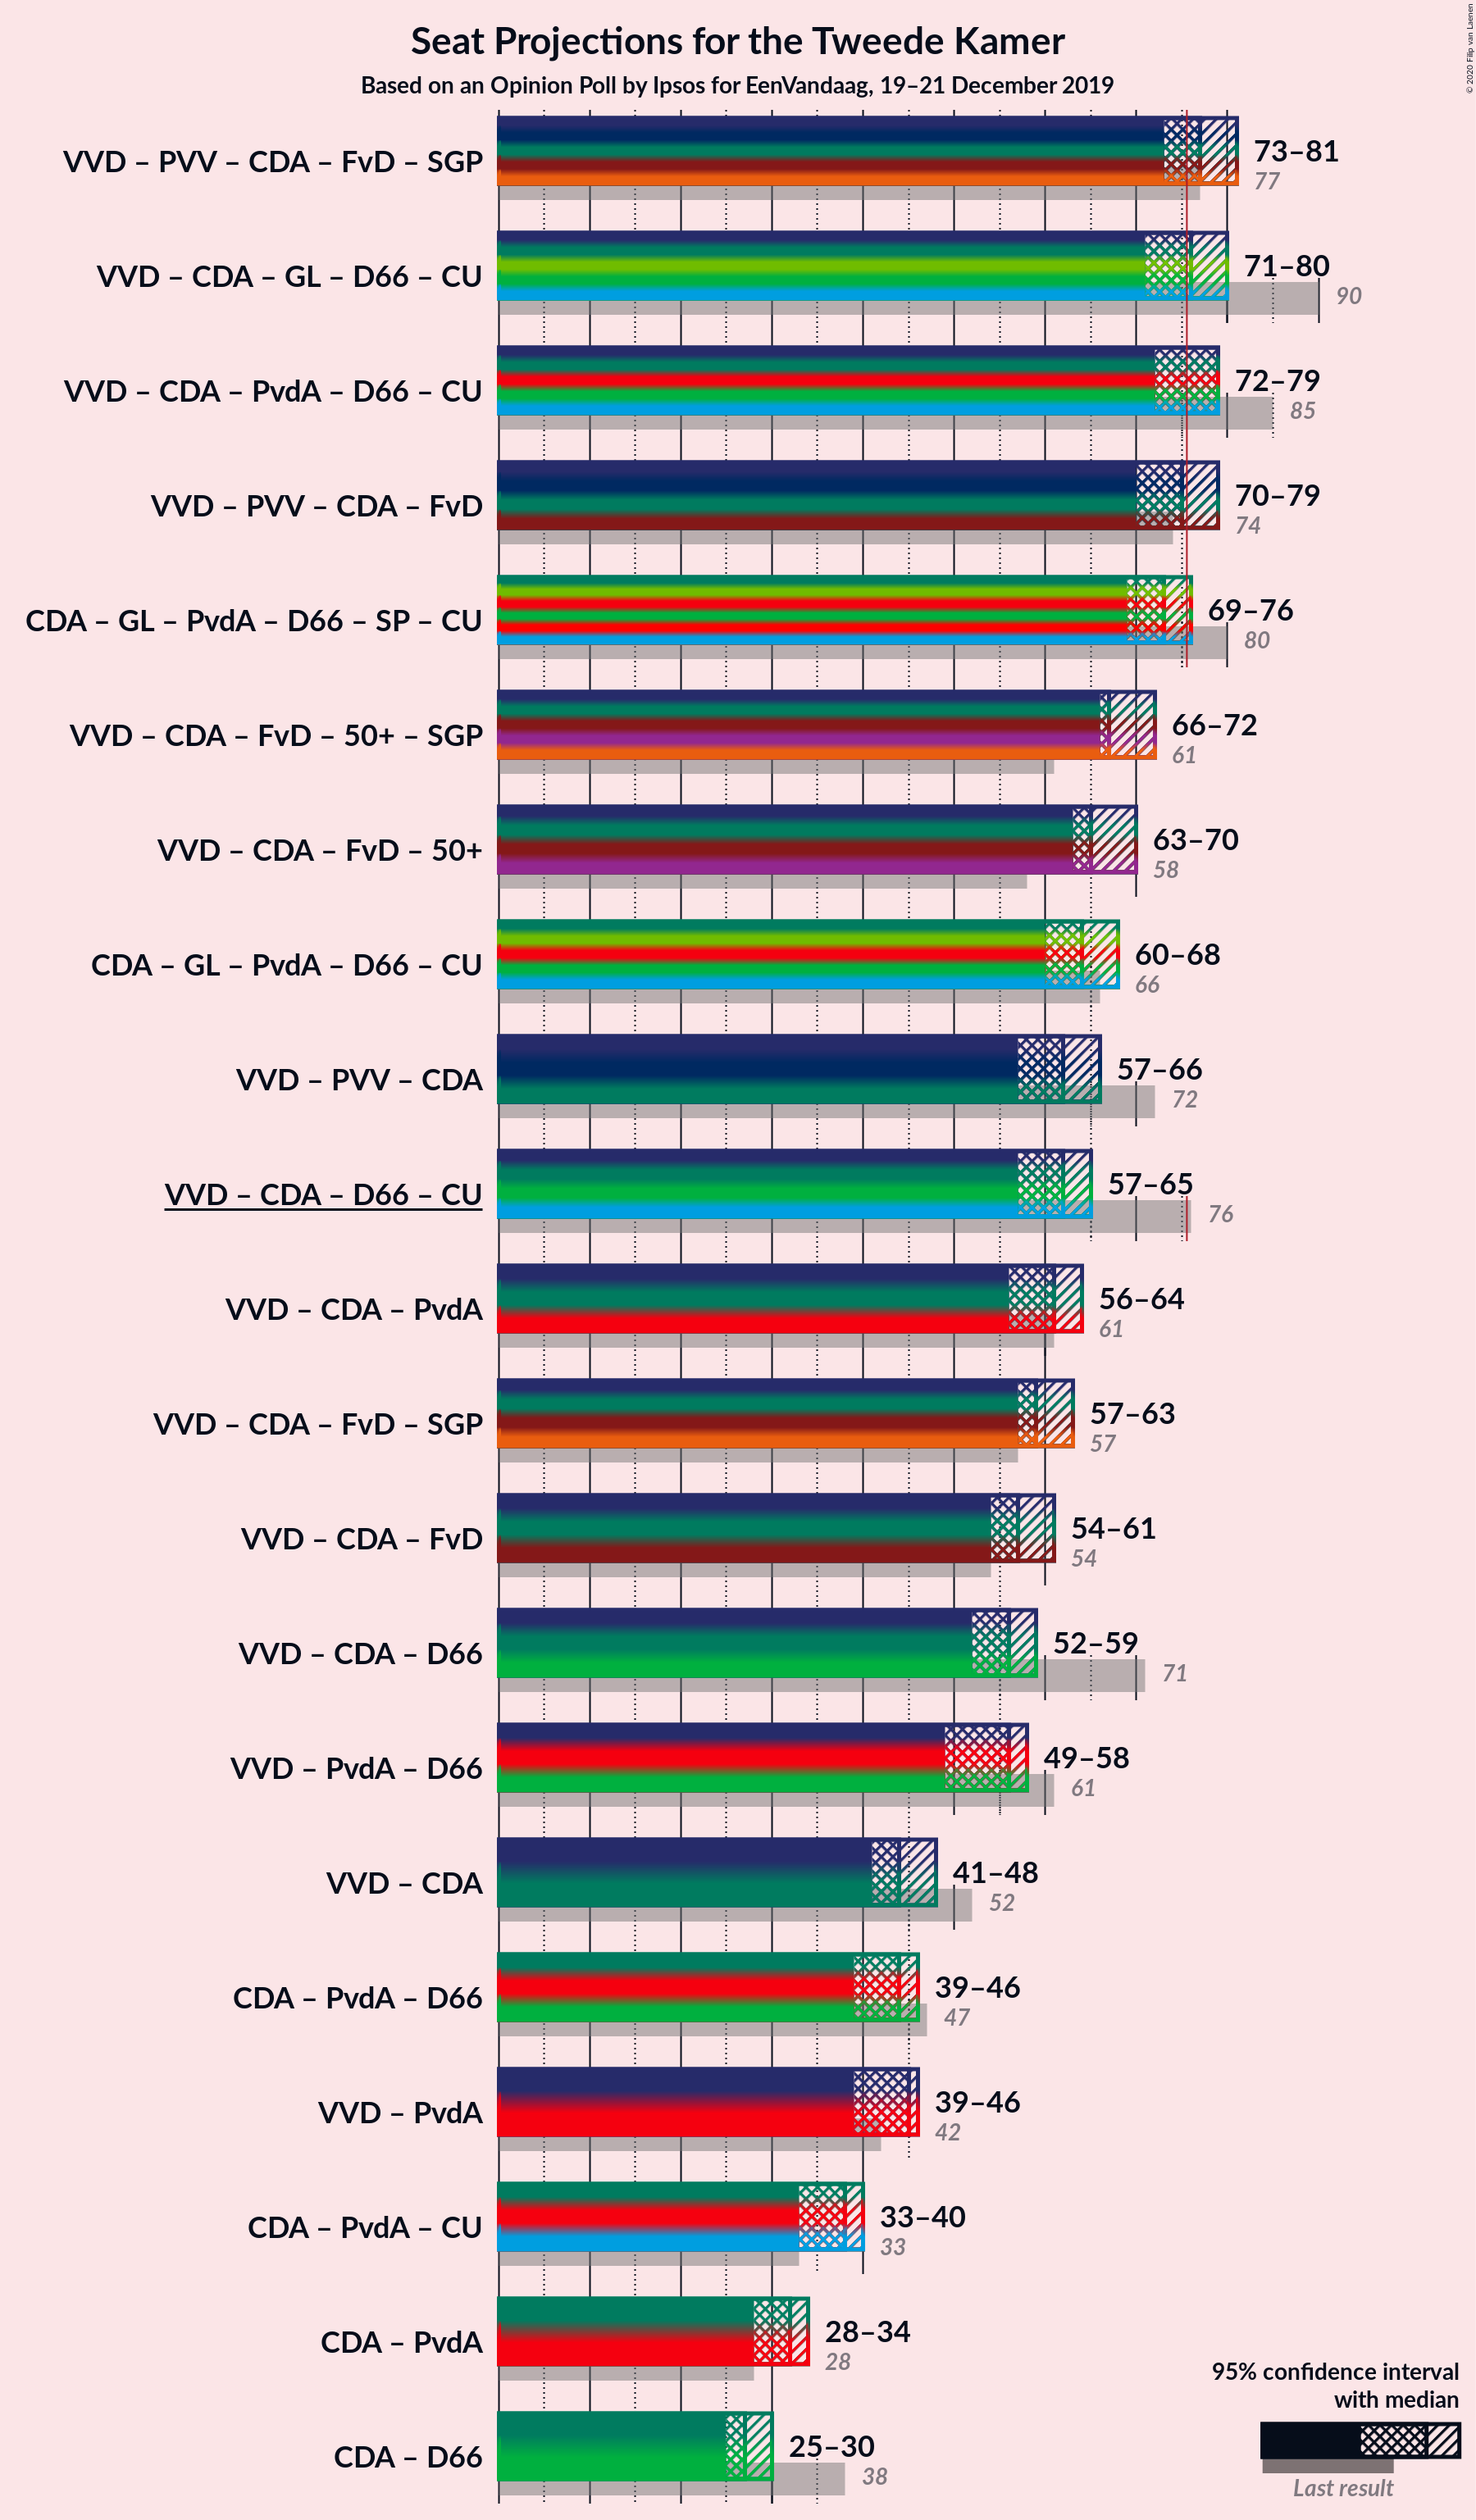 Seat Projections for the Tweede Kamer
Based on an Opinion Poll by Ipsos for EenVandaag, 19–21 December 2019
© 2020 Filip van Laenen
VVD – PVV – CDA – FvD – SGP
73–81
77
VVD – CDA – GL – D66 – CU
71–80
90
VVD – CDA – PvdA – D66 – CU
72–79
85
VVD – PVV – CDA – FvD
70–79
74
CDA – GL – PvdA – D66 – SP – CU
69–76
80
VVD – CDA – FvD – 50+ – SGP
66–72
61
VVD – CDA – FvD – 50+
63–70
58
CDA – GL – PvdA – D66 – CU
60–68
66
VVD – PVV – CDA
57–66
72
VVD – CDA – D66 – CU
57–65
76
VVD – CDA – PvdA
56–64
61
VVD – CDA – FvD – SGP
57–63
57
VVD – CDA – FvD
54–61
54
VVD – CDA – D66
52–59
71
VVD – PvdA – D66
49–58
61
VVD – CDA
41–48
52
CDA – PvdA – D66
39–46
47
VVD – PvdA
39–46
42
CDA – PvdA – CU
33–40
33
CDA – PvdA
28–34
28
CDA – D66
25–30
38
95% confidence interval
with median
Last result